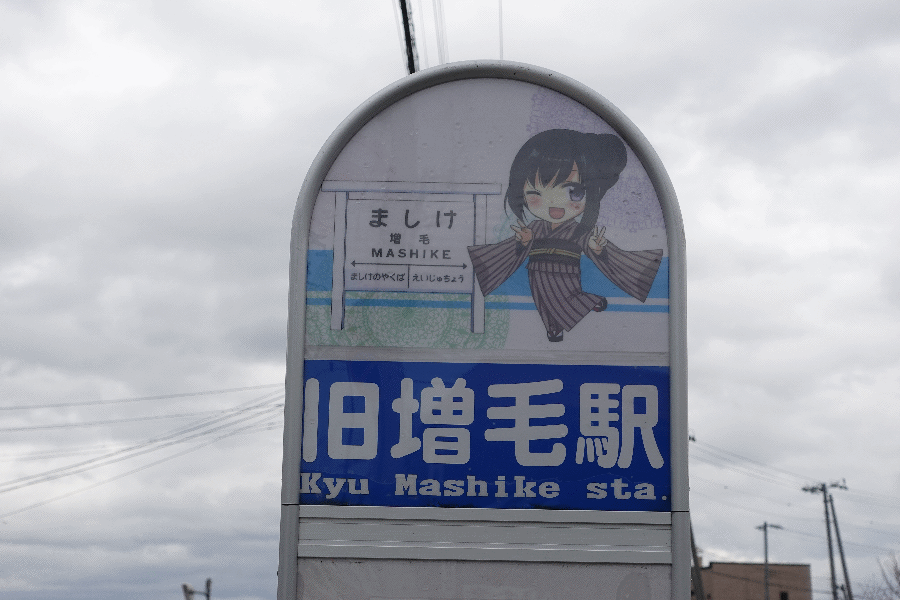 ましけ
増毛
MASHIKE
ましけのやくば えいじゅちょう
旧増毛駅
Kyu Mashike sta.